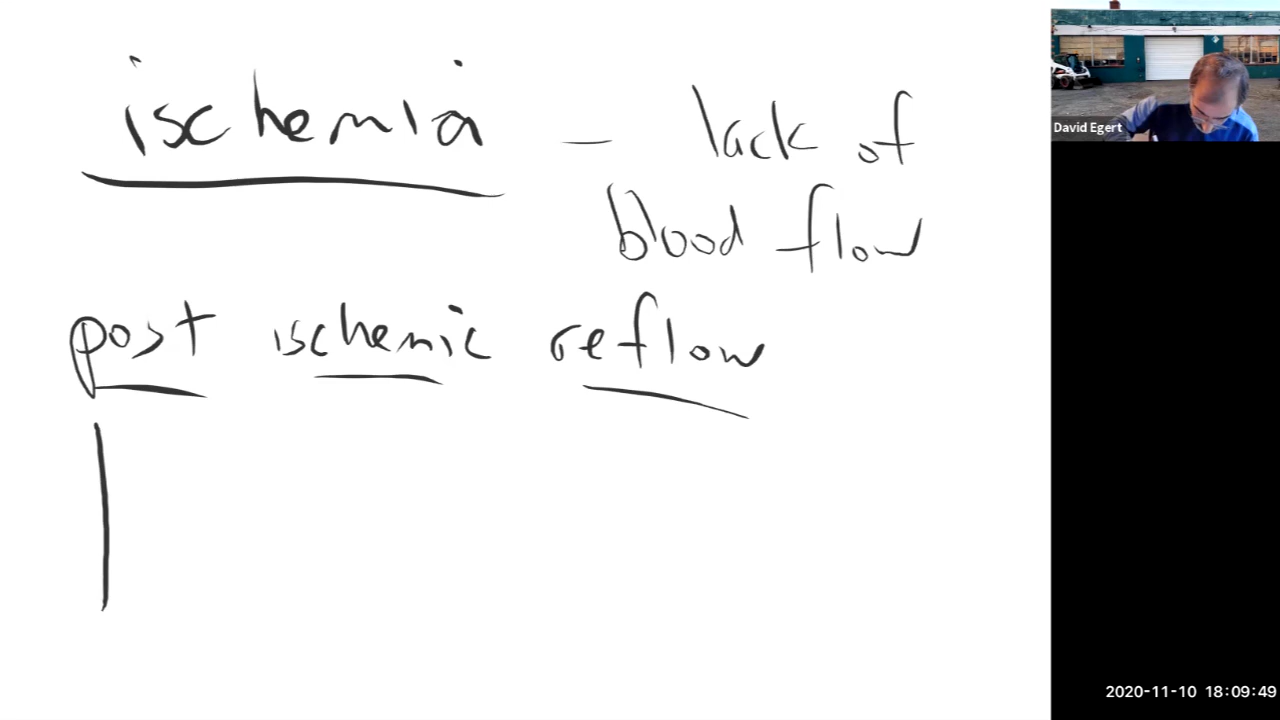 ischemia – lack of
blood flow
post ischemic reflow
David Egert
2020-11-10 18:09:49